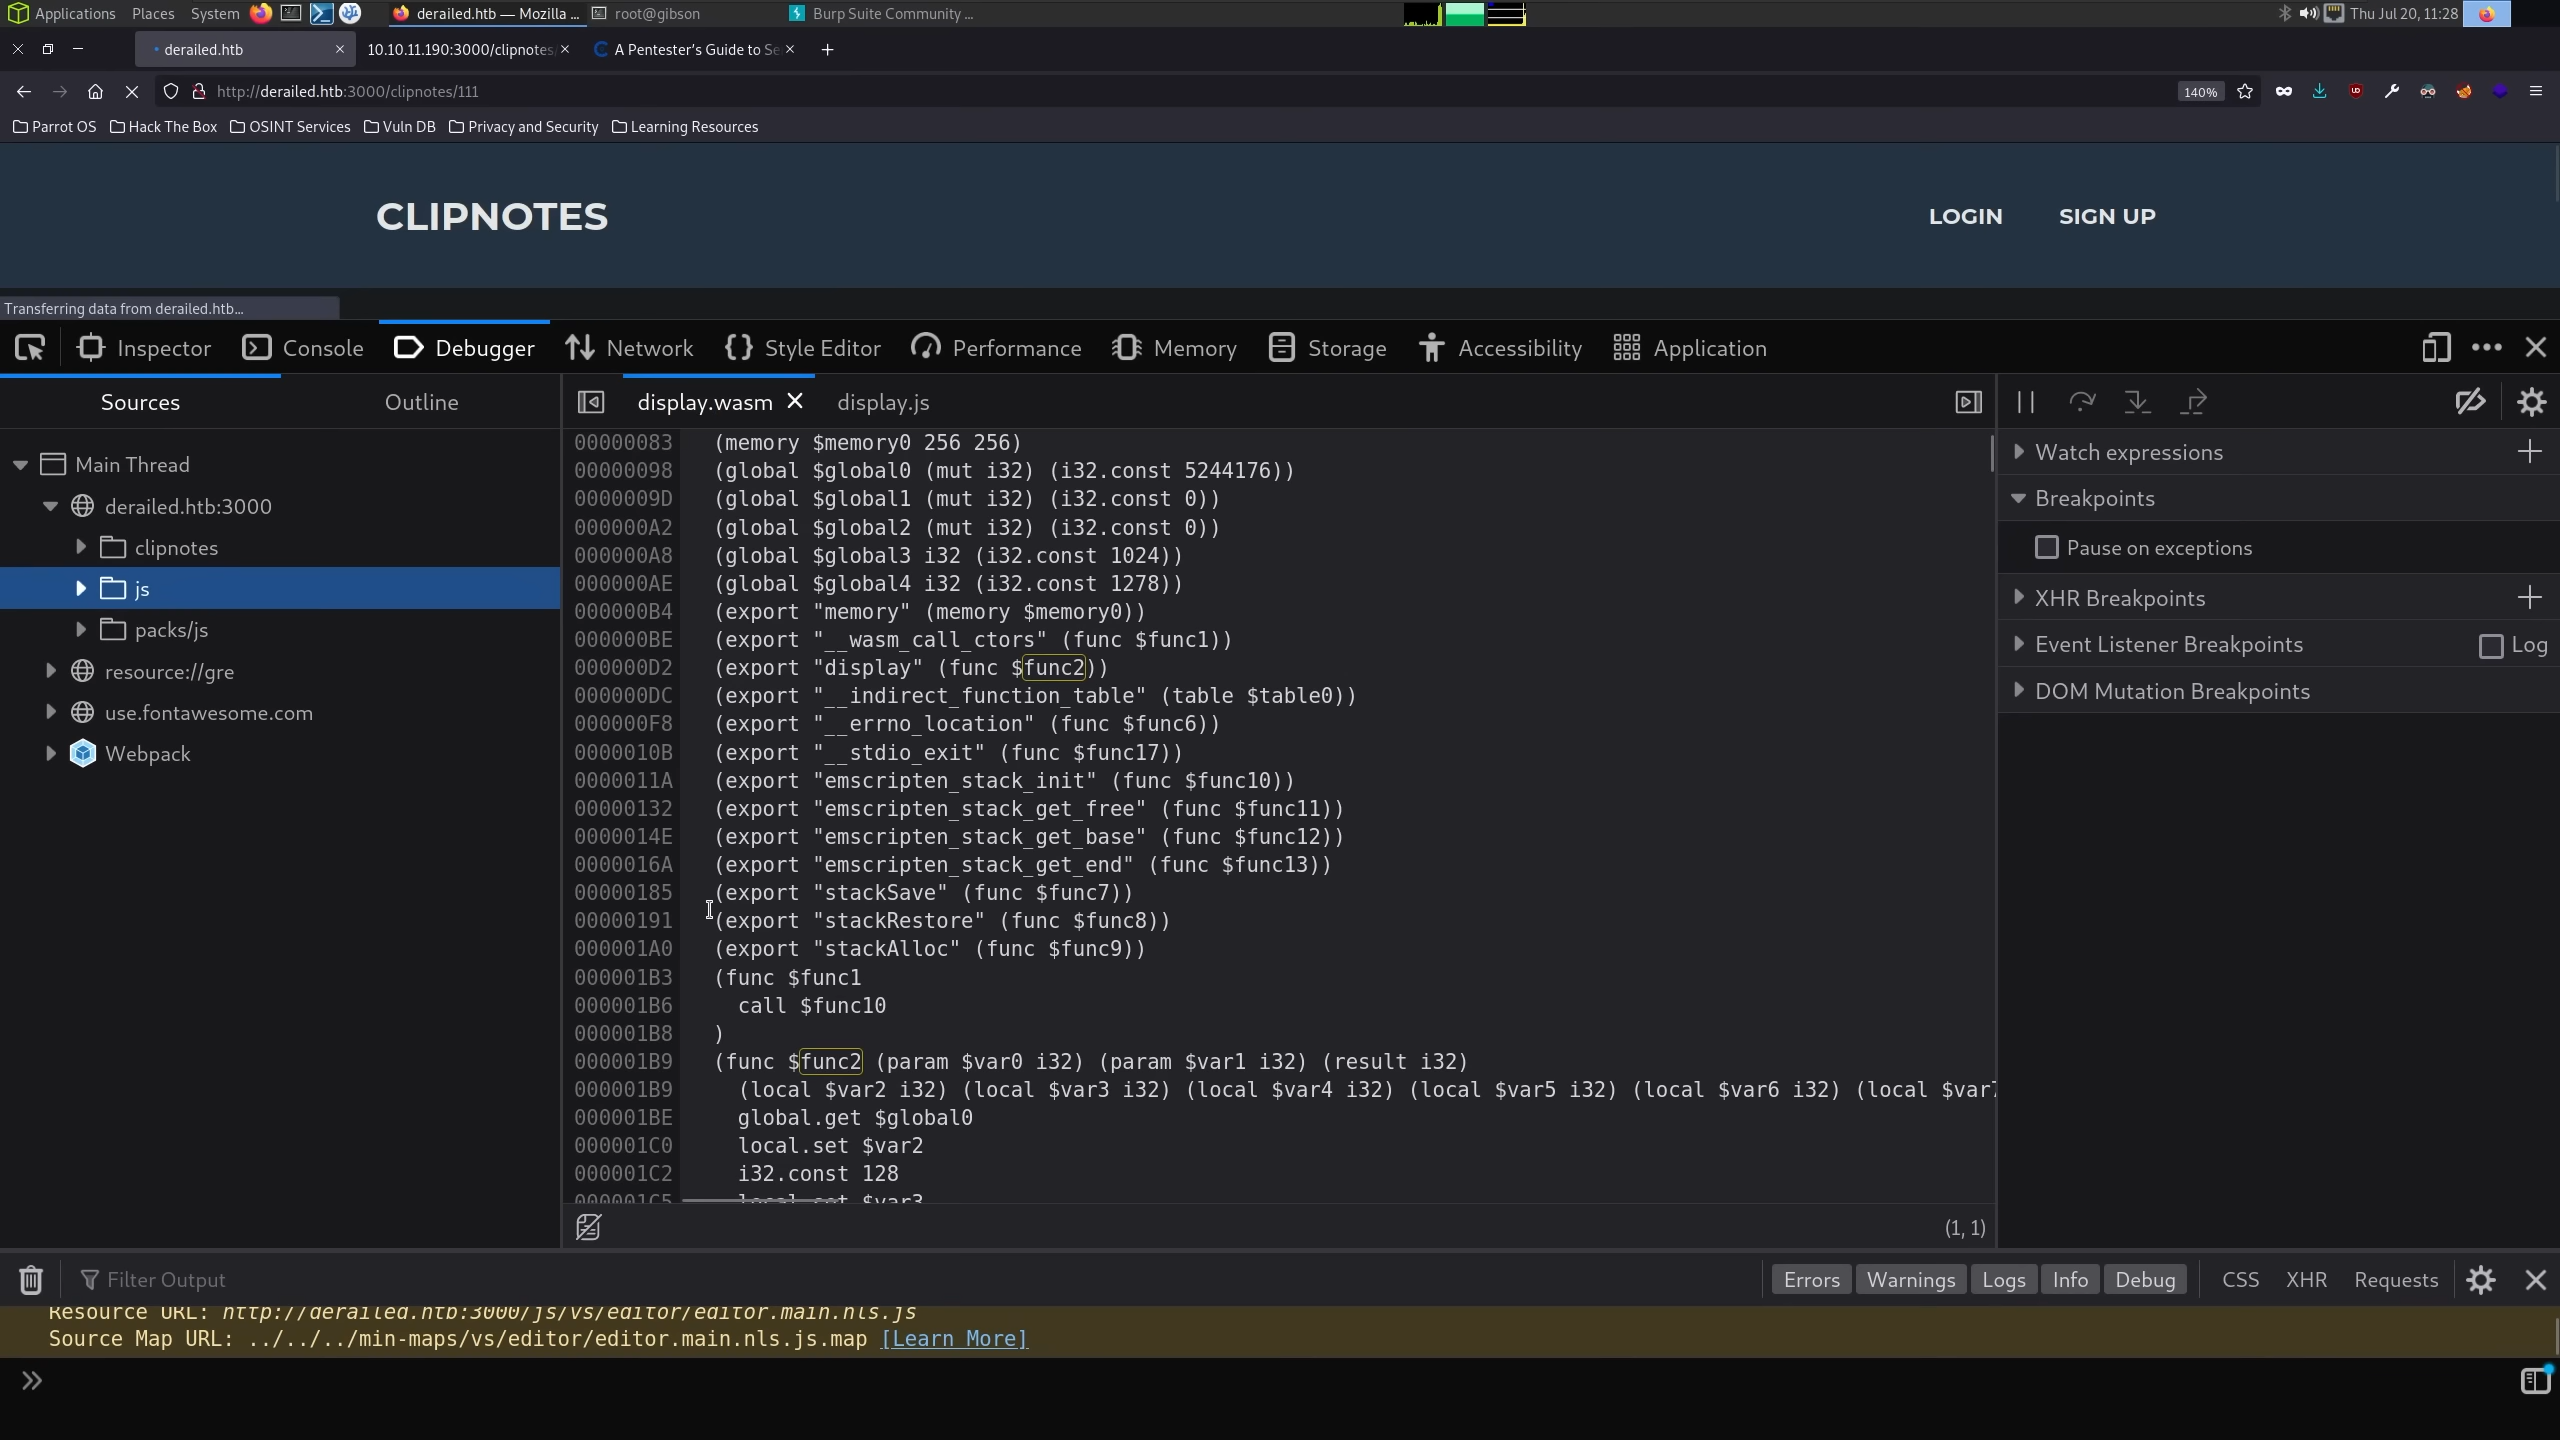 Applications Places System derailed.htb — Mozilla ... root@gibson Burp Suite Community ... Thu Jul 20, 11:28
derailed.htb 10.10.11.190:3000/clipnotes A Pentester's Guide to Se
http://derailed.htb:3000/clipnotes/111 140%
Parrot OS Hack The Box OSINT Services Vuln DB Privacy and Security Learning Resources
CLIPNOTES LOGIN SIGN UP
Transferring data from derailed.htb...
Inspector Console Debugger Network Style Editor Performance Memory Storage Accessibility Application
Sources Outline display.wasm display.js
Main Thread
derailed.htb:3000
clipnotes
js
packs/js
resource://gre
use.fontawesome.com
Webpack
00000083 (memory $memory0 256 256)
00000098 (global $global0 (mut i32) (i32.const 5244176))
0000009D (global $global1 (mut i32) (i32.const 0))
000000A2 (global $global2 (mut i32) (i32.const 0))
000000A8 (global $global3 i32 (i32.const 1024))
000000AE (global $global4 i32 (i32.const 1278))
000000B4 (export "memory" (memory $memory0))
000000BE (export "__wasm_call_ctors" (func $func1))
000000D2 (export "display" (func $func2))
000000DC (export "__indirect_function_table" (table $table0))
000000F8 (export "__errno_location" (func $func6))
0000010B (export "__stdio_exit" (func $func17))
0000011A (export "emscripten_stack_init" (func $func10))
00000132 (export "emscripten_stack_get_free" (func $func11))
0000014E (export "emscripten_stack_get_base" (func $func12))
0000016A (export "emscripten_stack_get_end" (func $func13))
00000185 (export "stackSave" (func $func7))
00000191 (export "stackRestore" (func $func8))
000001A0 (export "stackAlloc" (func $func9))
000001B3 (func $func1
000001B6 call $func10
000001B8 )
000001B9 (func $func2 (param $var0 i32) (param $var1 i32) (result i32)
000001B9 (local $var2 i32) (local $var3 i32) (local $var4 i32) (local $var5 i32) (local $var6 i32) (local $var7
000001BE global.get $global0
000001C0 local.set $var2
000001C2 i32.const 128
000001C5 local.set $var3
(1, 1)
Watch expressions
Breakpoints
Pause on exceptions
XHR Breakpoints
Event Listener Breakpoints Log
DOM Mutation Breakpoints
Filter Output Errors Warnings Logs Info Debug CSS XHR Requests
Resource URL: http://derailed.htb:3000/js/vs/editor/editor.main.nls.js
Source Map URL: ../../../min-maps/vs/editor/editor.main.nls.js.map [Learn More]